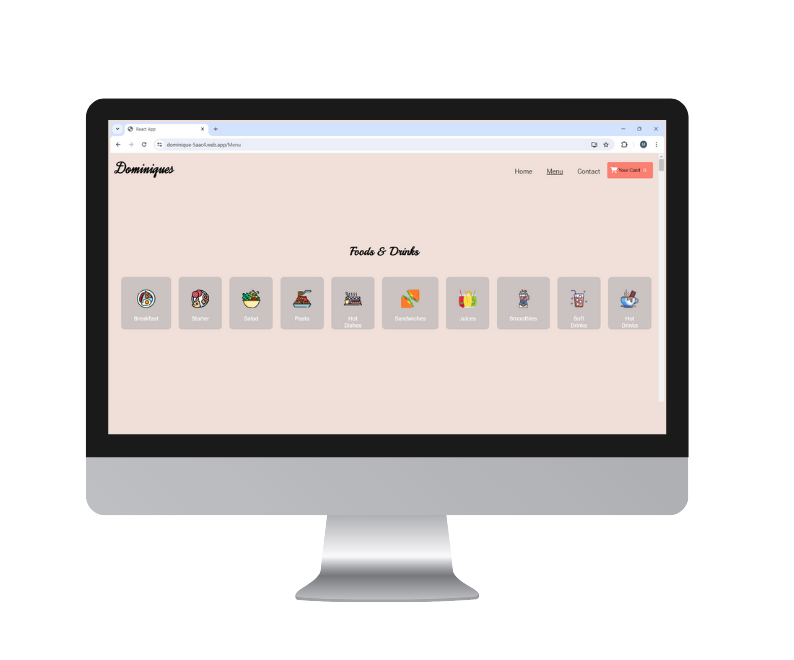 React App
dominique-5aae4.web.app/Menu
Dominiques
Home Menu Contact Your Card
Foods & Drinks
Breakfast Starter Salad Pasta Hot Dishes Sandwiches Juices Smoothies Soft Drinks Hot Drinks